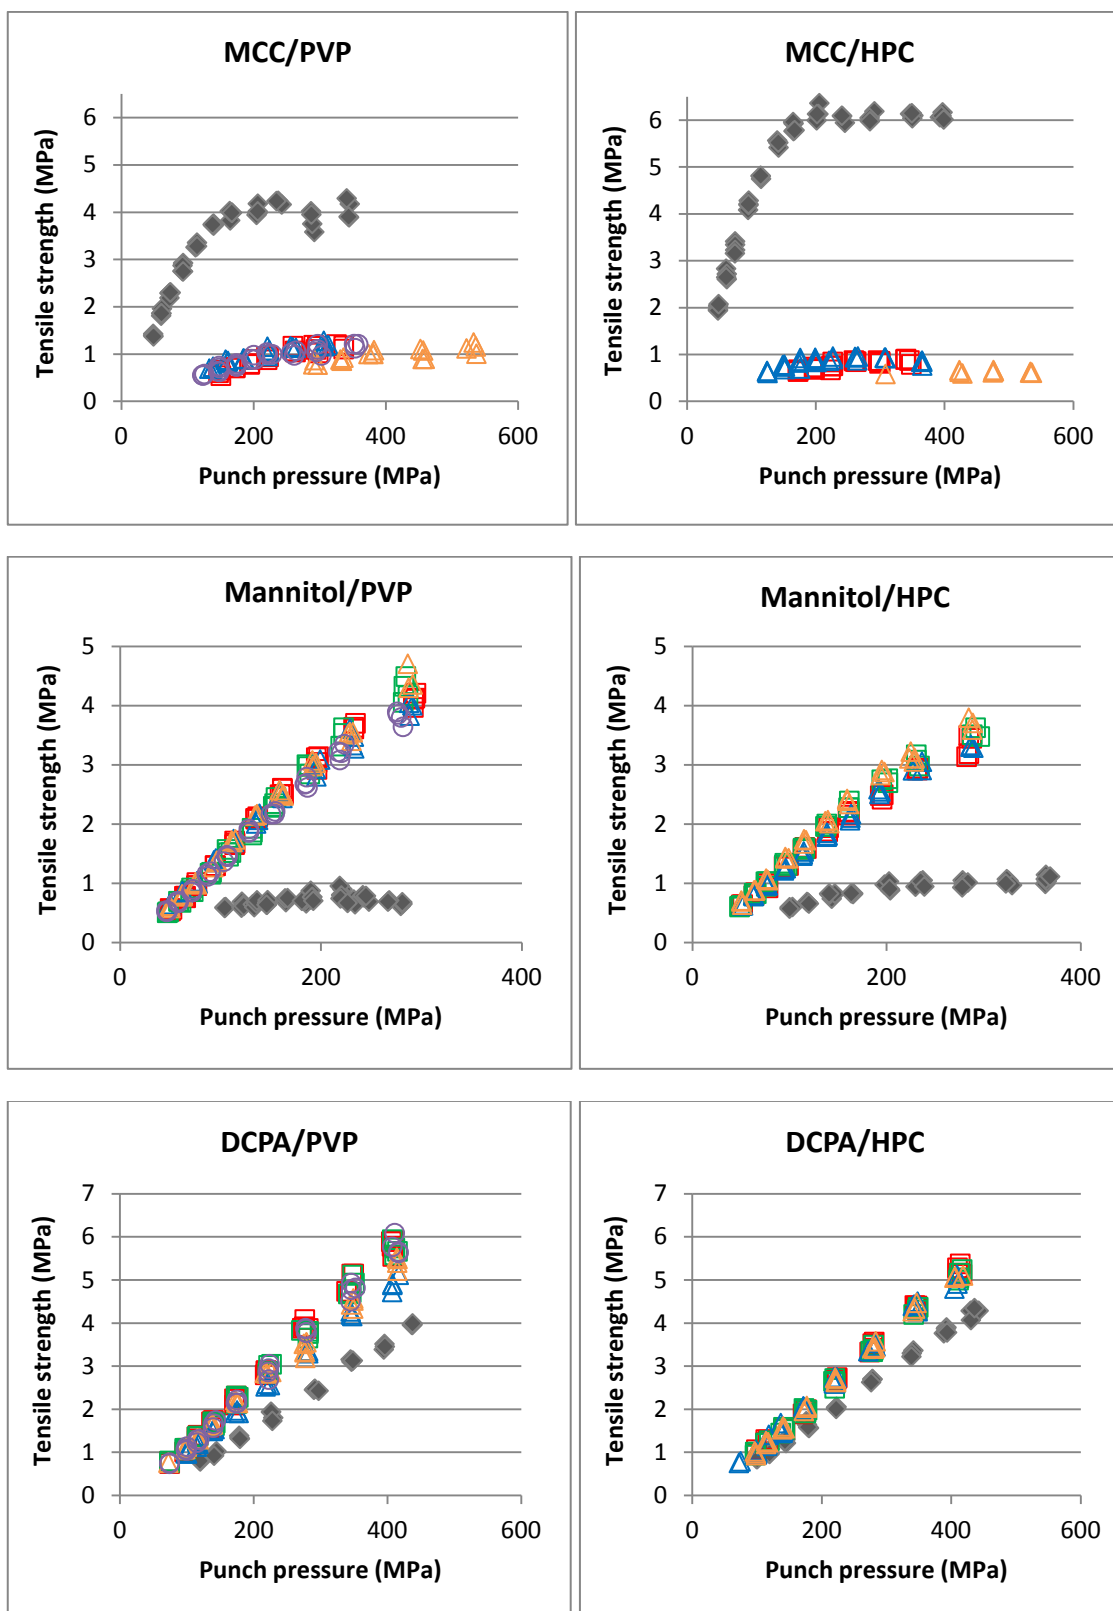 MCC/PVP
Tensile strength (MPa)
6
5
4
3
2
1
0
0 200 400 600
Punch pressure (MPa)
MCC/HPC
Tensile strength (MPa)
6
5
4
3
2
1
0
0 200 400 600
Punch pressure (MPa)
Mannitol/PVP
Tensile strength (MPa)
5
4
3
2
1
0
0 200 400
Punch pressure (MPa)
Mannitol/HPC
Tensile strength (MPa)
5
4
3
2
1
0
0 200 400
Punch pressure (MPa)
DCPA/PVP
Tensile strength (MPa)
7
6
5
4
3
2
1
0
0 200 400 600
Punch pressure (MPa)
DCPA/HPC
Tensile strength (MPa)
7
6
5
4
3
2
1
0
0 200 400 600
Punch pressure (MPa)